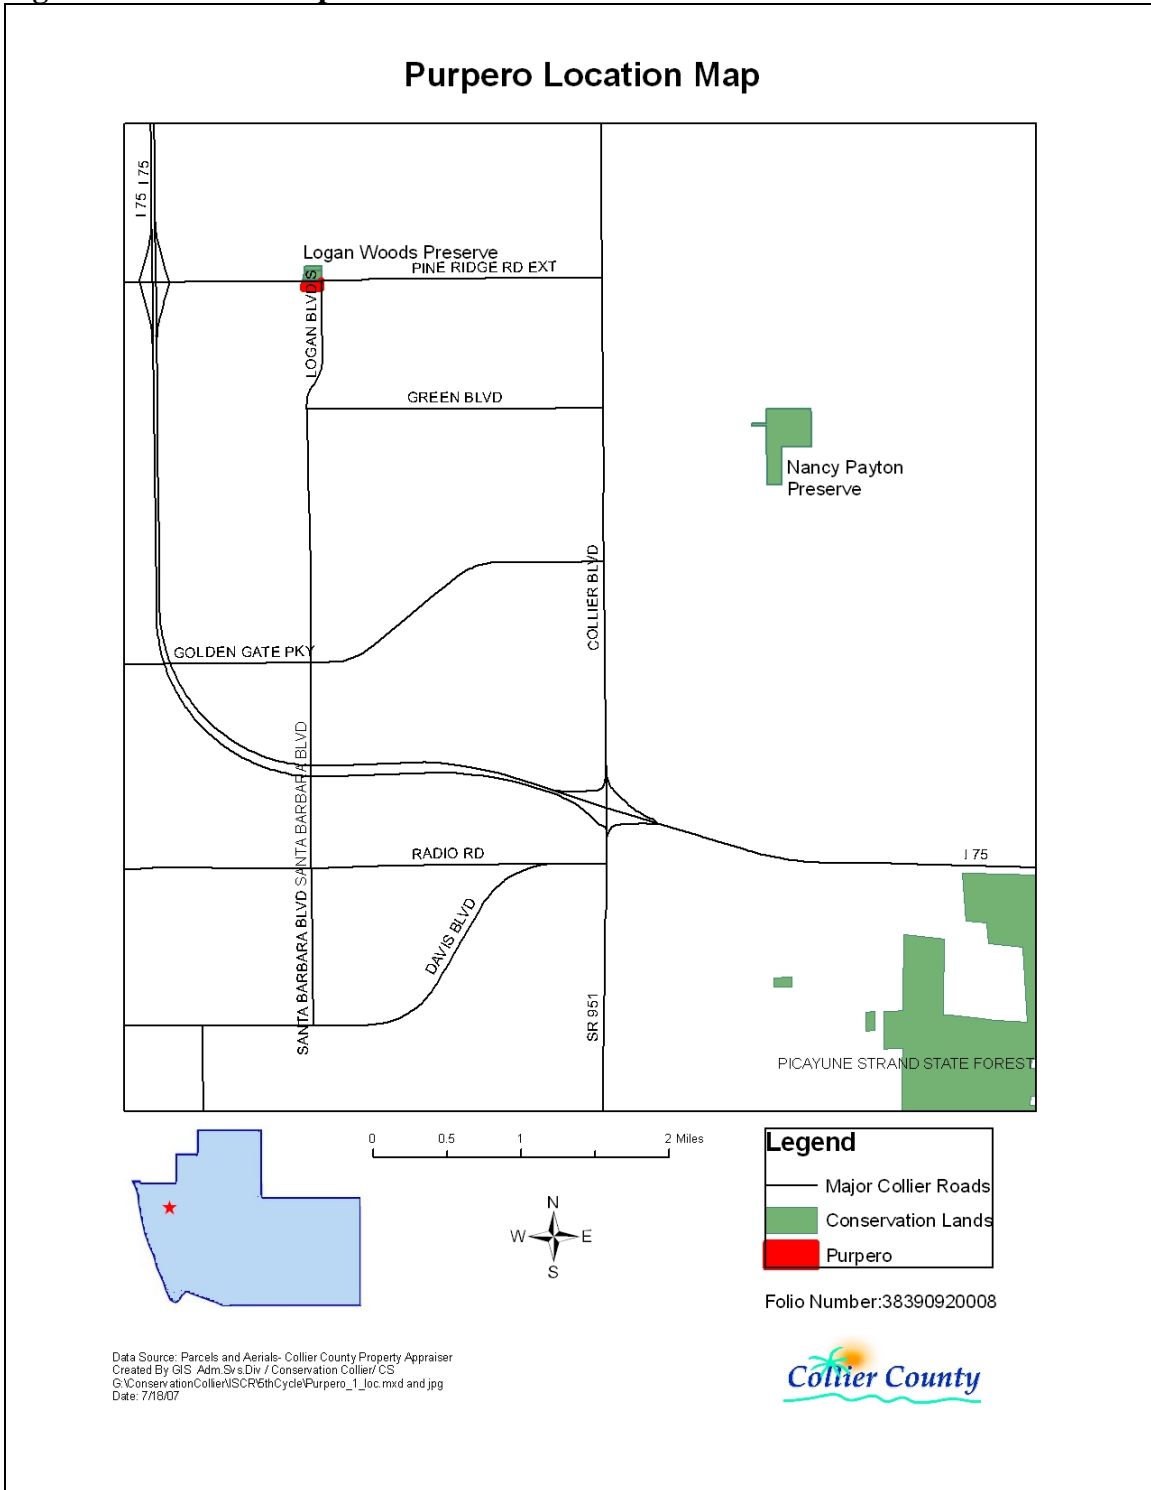 Purpero Location Map
I 75 I 75
Logan Woods Preserve
PINE RIDGE RD EXT
LOGAN BLVD S
GREEN BLVD
Nancy Payton
Preserve
COLLIER BLVD
GOLDEN GATE PKY
SANTA BARBARA BLVD
SANTA BARBARA BLVD
RADIO RD
I 75
DAVIS BLVD
SR 951
PICAYUNE STRAND STATE FOREST
0 0.5 1 2 Miles
N
W E
S
Legend
Major Collier Roads
Conservation Lands
Purpero
Folio Number:38390920008
Data Source: Parcels and Aerials- Collier County Property Appraiser
Created By GIS Adm.Svs.Div / Conservation Collier/ CS
G:\ConservationCollier\ISCR\5thCycle\Purpero_1_loc.mxd and jpg
Date: 7/18/07
Collier County